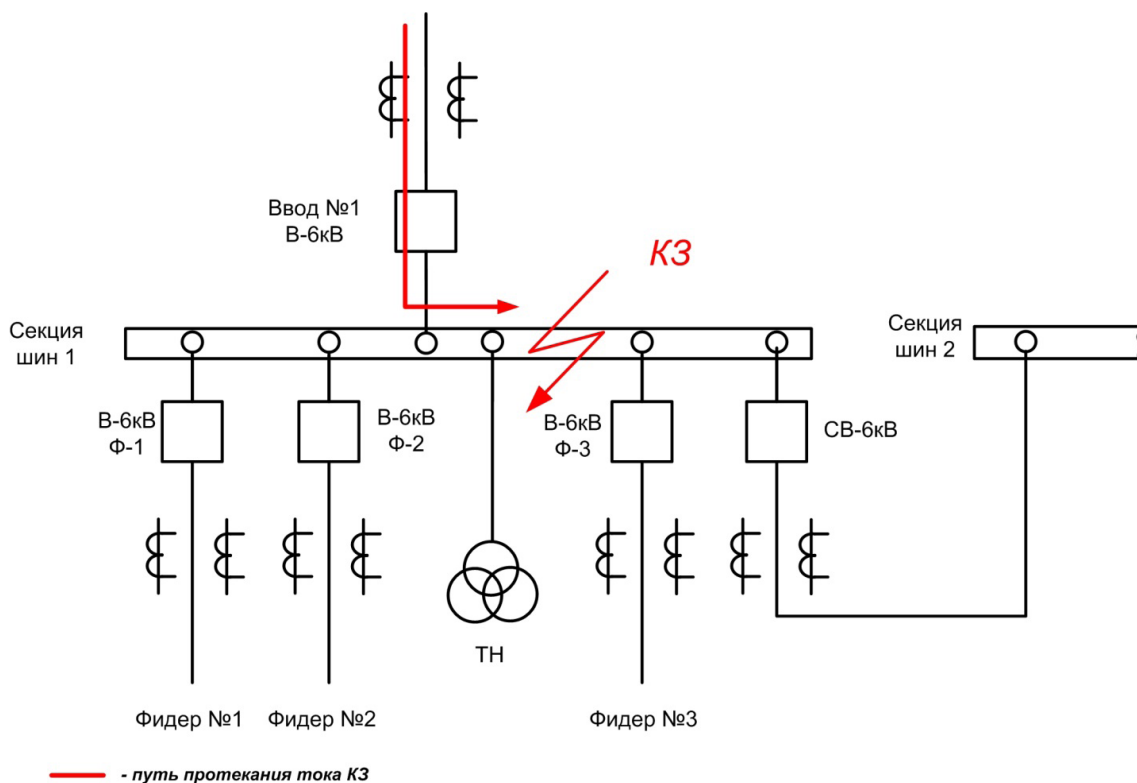 Ввод №1
В-6кВ
КЗ
Секция
шин 1
Секция
шин 2
В-6кВ
Ф-1
В-6кВ
Ф-2
В-6кВ
Ф-3
СВ-6кВ
ТН
Фидер №1
Фидер №2
Фидер №3
- путь протекания тока КЗ